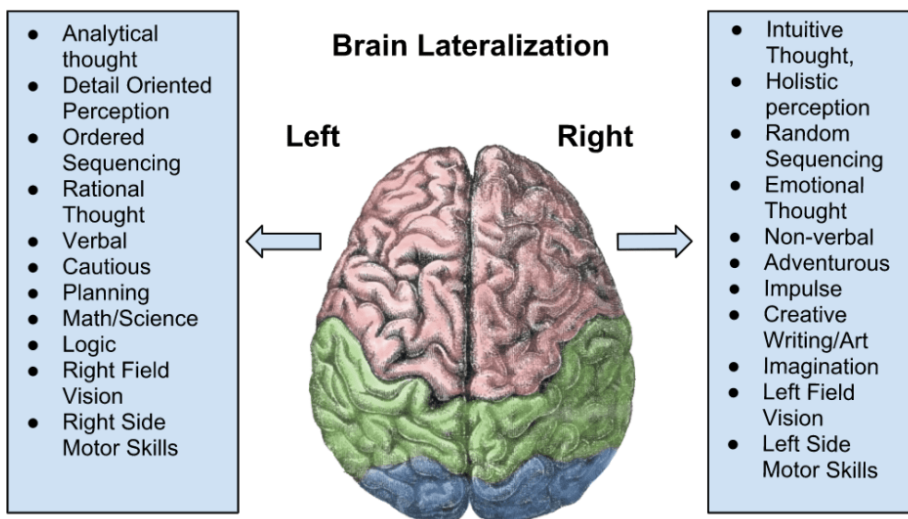 Brain Lateralization
Left
Right
● Analytical
thought
● Detail Oriented
Perception
● Ordered
Sequencing
● Rational
Thought
● Verbal
● Cautious
● Planning
● Math/Science
● Logic
● Right Field
Vision
● Right Side
Motor Skills
● Intuitive
Thought,
● Holistic
perception
● Random
Sequencing
● Emotional
Thought
● Non-verbal
● Adventurous
● Impulse
● Creative
Writing/Art
● Imagination
● Left Field
Vision
● Left Side
Motor Skills